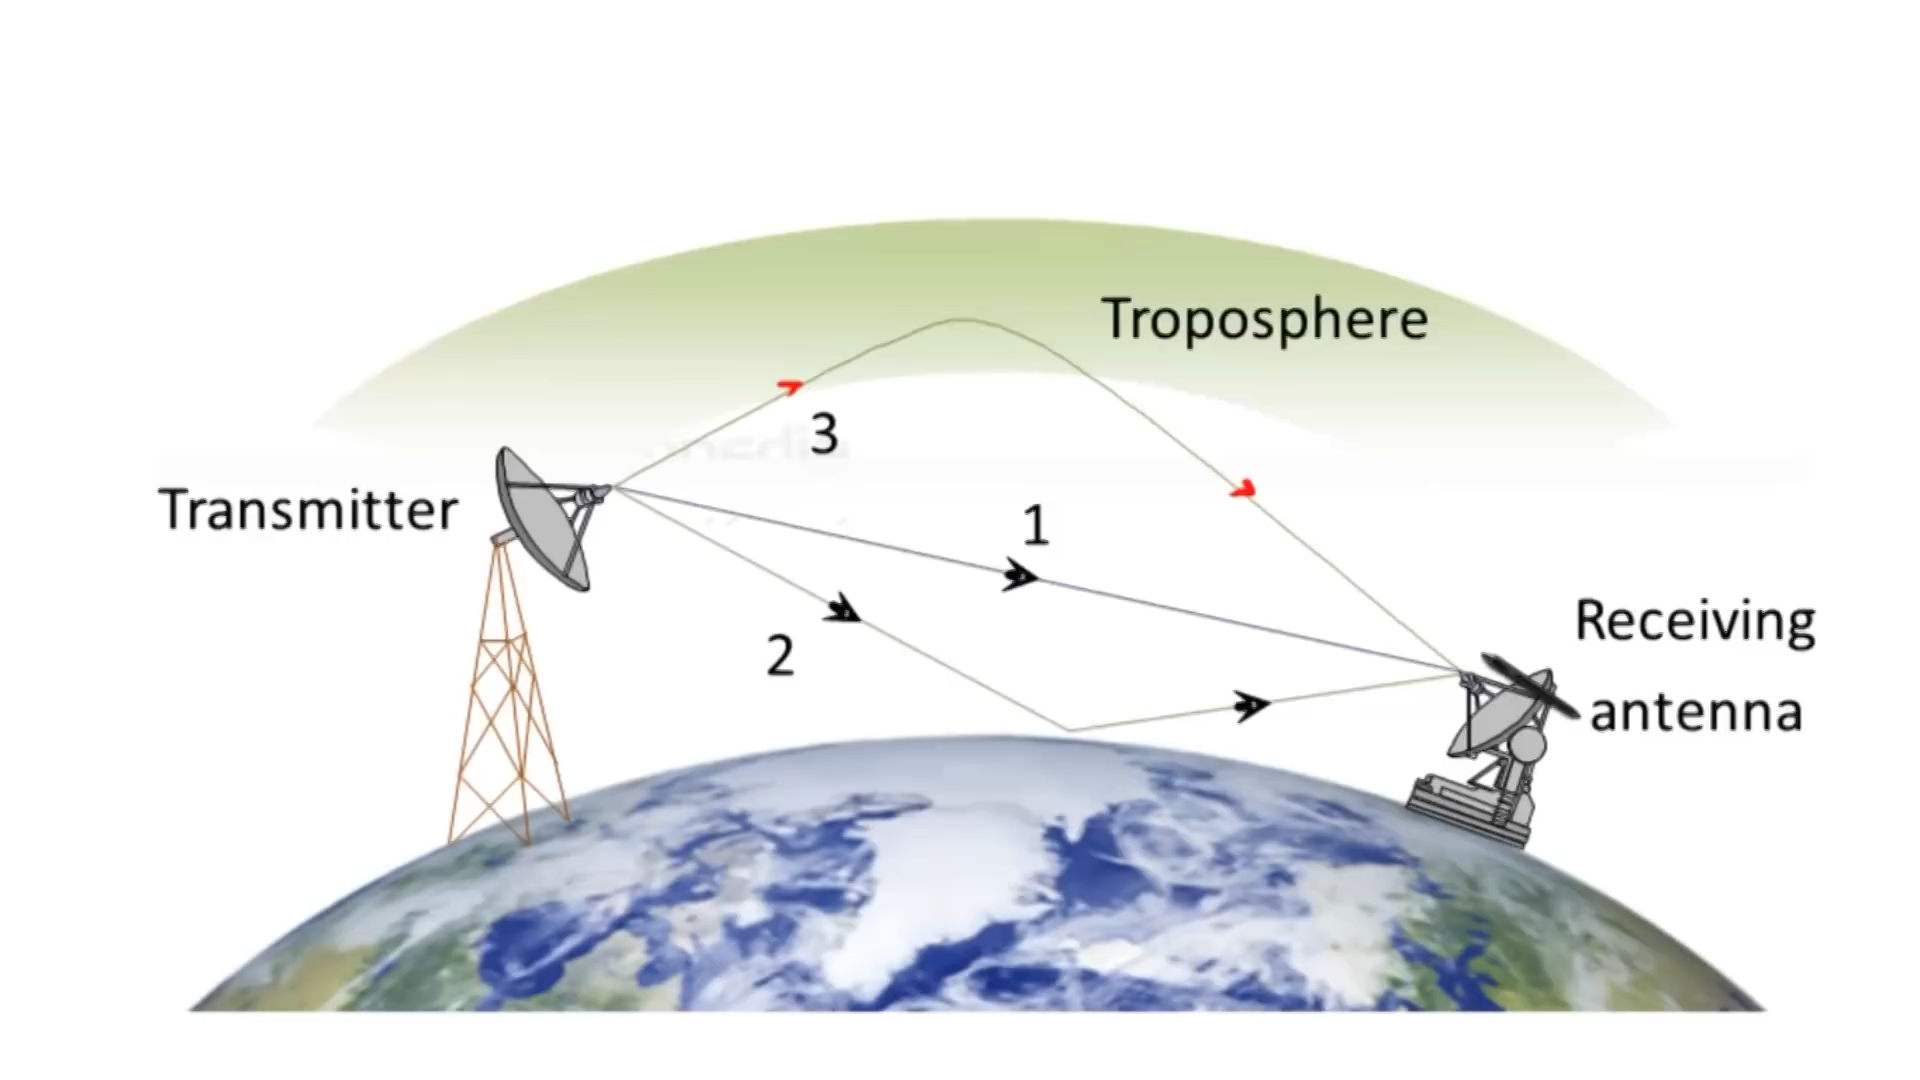 Troposphere
3
Transmitter
1
Receiving
antenna
2